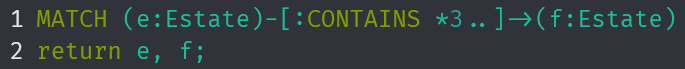 1 MATCH (e:Estate)-[:CONTAINS *3..]->(f:Estate)
2 return e, f;